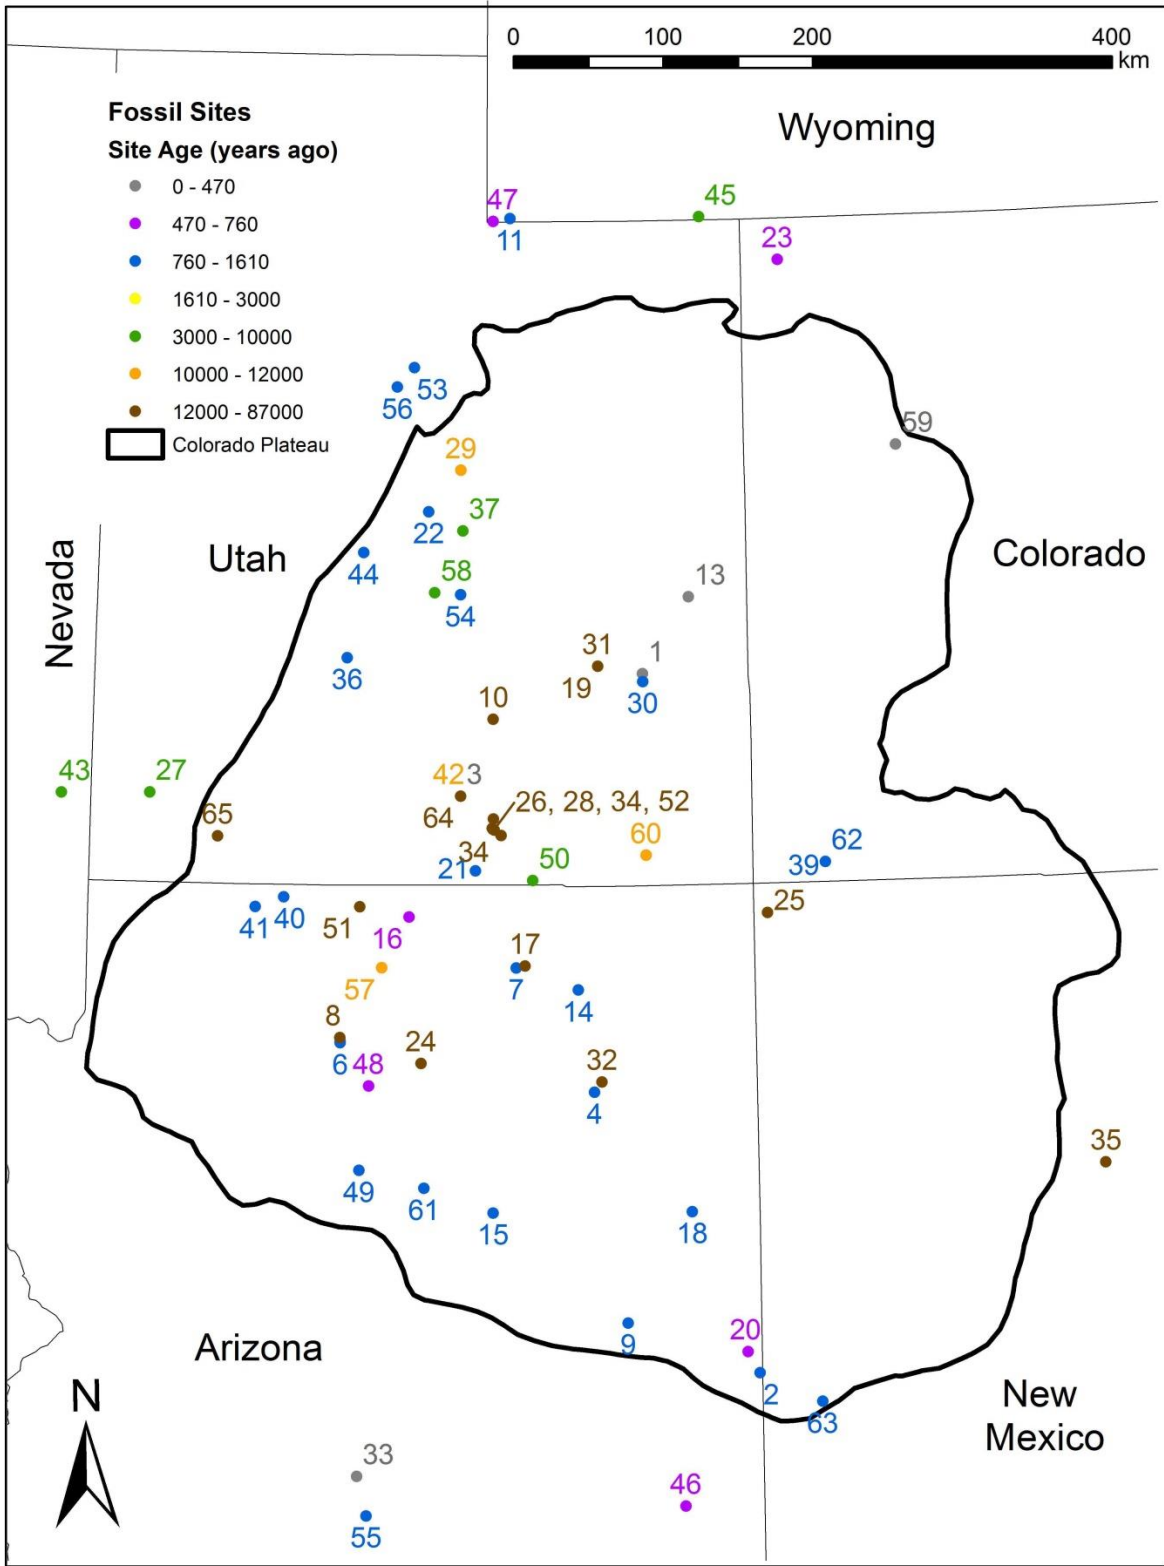 0 100 200 400
km
Wyoming
Fossil Sites
Site Age (years ago)
0 - 470
470 - 760
760 - 1610
1610 - 3000
3000 - 10000
10000 - 12000
12000 - 87000
Colorado Plateau
47
45
11
23
53
56
59
29
37
22
Utah
Colorado
Nevada
44
58
13
54
31
1
36
19
30
10
43
27
42 3
65
64
26, 28, 34, 52
60
62
34
21
50
39
41
40
51
25
16
17
57
7
14
8
24
6
48
32
4
35
49
61
15
18
9
20
Arizona
2
N
New
Mexico
63
33
46
55